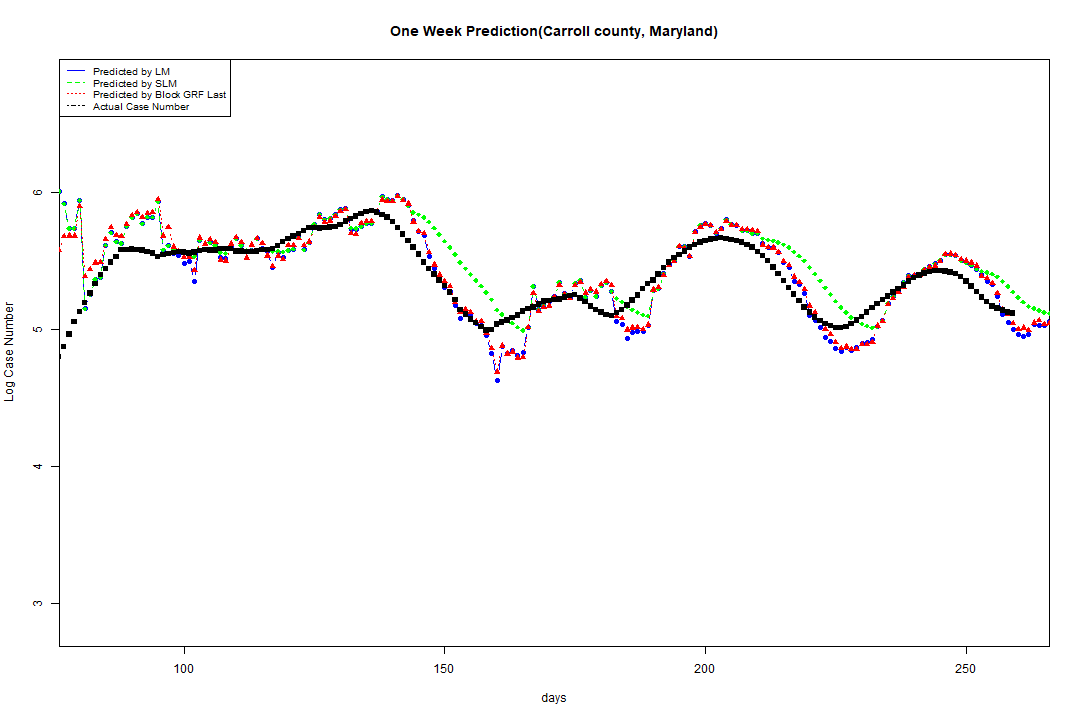 One Week Prediction(Carroll county, Maryland)
Predicted by LM
Predicted by SLM
Predicted by Block GRF Last
Actual Case Number
Log Case Number
6
5
4
3
100 150 200 250
days